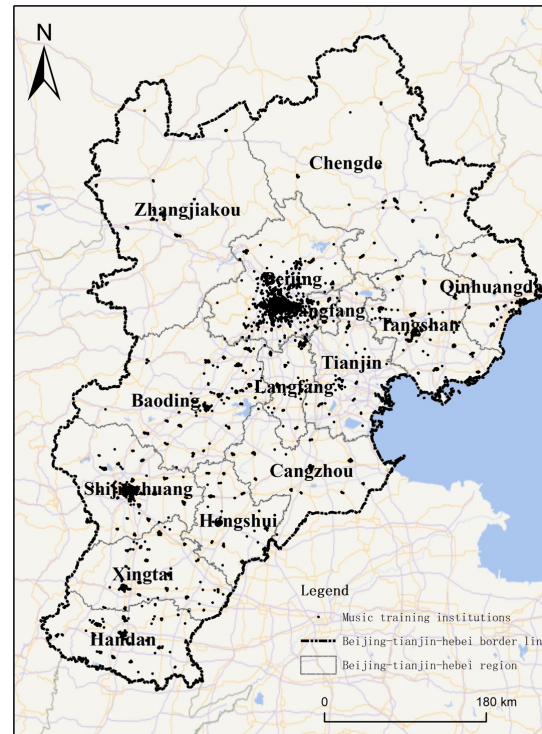 N
Chengde
Zhangjiakou
Beijing
Qinhuangda
Langfang
Tangshan
Tianjin
Langfang
Baoding
Cangzhou
Shijiazhuang
Hengshui
Xingtai
Handan
Legend
Music training institutions
Beijing-tianjin-hebei border lin
Beijing-tianjin-hebei region
0 180 km